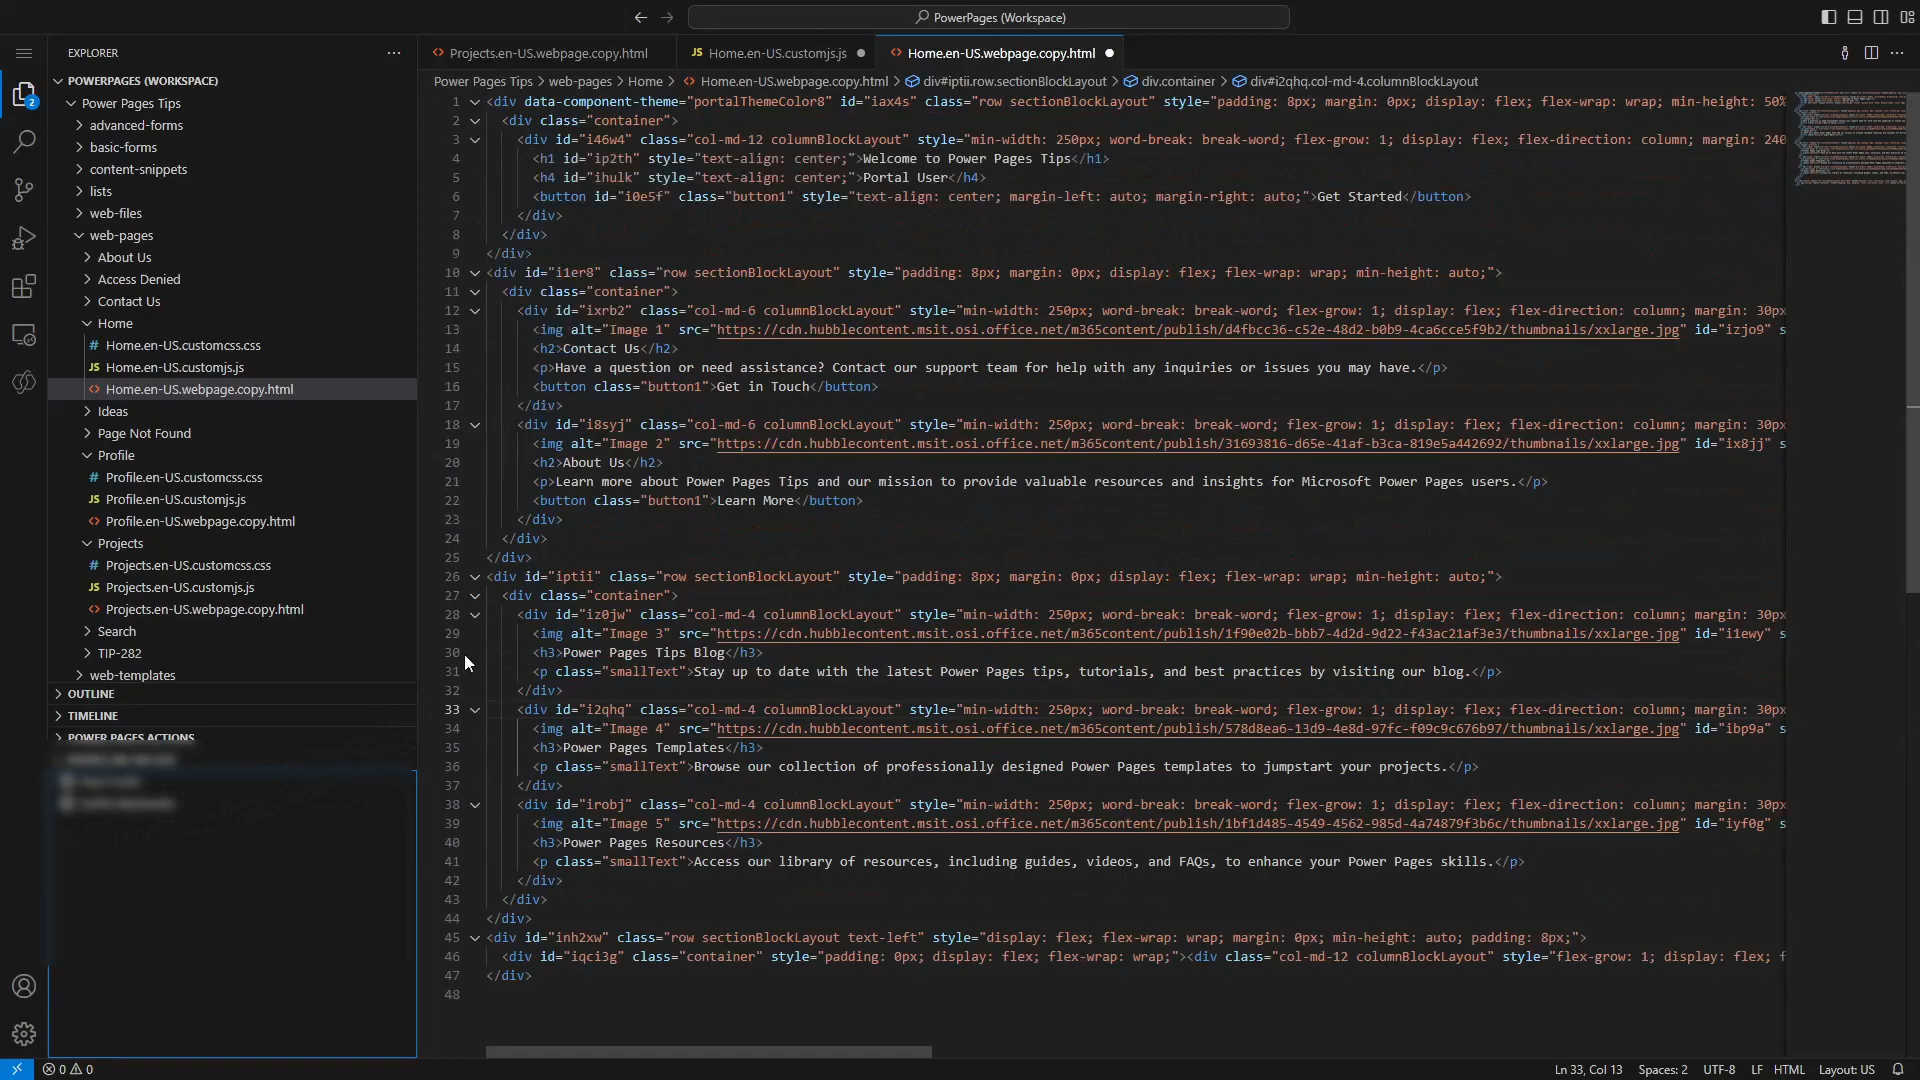 PowerPages (Workspace)
EXPLORER
POWERPAGES (WORKSPACE)
Power Pages Tips
advanced-forms
basic-forms
content-snippets
lists
web-files
web-pages
About Us
Access Denied
Contact Us
Home
# Home.en-US.customcss.css
JS Home.en-US.customjs.js
<> Home.en-US.webpage.copy.html
Ideas
Page Not Found
Profile
# Profile.en-US.customcss.css
JS Profile.en-US.customjs.js
<> Profile.en-US.webpage.copy.html
Projects
# Projects.en-US.customcss.css
JS Projects.en-US.customjs.js
<> Projects.en-US.webpage.copy.html
Search
TIP-282
web-templates
OUTLINE
TIMELINE
POWER PAGES ACTIONS
2
<> Projects.en-US.webpage.copy.html
JS Home.en-US.customjs.js
<> Home.en-US.webpage.copy.html
Power Pages Tips > web-pages > Home > <> Home.en-US.webpage.copy.html > div#iptii.row.sectionBlockLayout > div.container > div#i2qhq.col-md-4.columnBlockLayout
1 <div data-component-theme="portalThemeColor8" id="iax4s" class="row sectionBlockLayout" style="padding: 8px; margin: 0px; display: flex; flex-wrap: wrap; min-height: 50%
2 <div class="container">
3 <div id="i46w4" class="col-md-12 columnBlockLayout" style="min-width: 250px; word-break: break-word; flex-grow: 1; display: flex; flex-direction: column; margin: 240
4 <h1 id="ip2th" style="text-align: center;">Welcome to Power Pages Tips</h1>
5 <h4 id="ihulk" style="text-align: center;">Portal User</h4>
6 <button id="i0e5f" class="button1" style="text-align: center; margin-left: auto; margin-right: auto;">Get Started</button>
7 </div>
8 </div>
9 </div>
10 <div id="i1er8" class="row sectionBlockLayout" style="padding: 8px; margin: 0px; display: flex; flex-wrap: wrap; min-height: auto;">
11 <div class="container">
12 <div id="ixrb2" class="col-md-6 columnBlockLayout" style="min-width: 250px; word-break: break-word; flex-grow: 1; display: flex; flex-direction: column; margin: 30px
13 <img alt="Image 1" src="https://cdn.hubblecontent.msit.osi.office.net/m365content/publish/d4fbcc36-c52e-48d2-b0b9-4ca6cce5f9b2/thumbnails/xxlarge.jpg" id="izjo9" s
14 <h2>Contact Us</h2>
15 <p>Have a question or need assistance? Contact our support team for help with any inquiries or issues you may have.</p>
16 <button class="button1">Get in Touch</button>
17 </div>
18 <div id="i8syj" class="col-md-6 columnBlockLayout" style="min-width: 250px; word-break: break-word; flex-grow: 1; display: flex; flex-direction: column; margin: 30px
19 <img alt="Image 2" src="https://cdn.hubblecontent.msit.osi.office.net/m365content/publish/31693816-d65e-41af-b3ca-819e5a442692/thumbnails/xxlarge.jpg" id="ix8jj" s
20 <h2>About Us</h2>
21 <p>Learn more about Power Pages Tips and our mission to provide valuable resources and insights for Microsoft Power Pages users.</p>
22 <button class="button1">Learn More</button>
23 </div>
24 </div>
25 </div>
26 <div id="iptii" class="row sectionBlockLayout" style="padding: 8px; margin: 0px; display: flex; flex-wrap: wrap; min-height: auto;">
27 <div class="container">
28 <div id="iz0jw" class="col-md-4 columnBlockLayout" style="min-width: 250px; word-break: break-word; flex-grow: 1; display: flex; flex-direction: column; margin: 30px
29 <img alt="Image 3" src="https://cdn.hubblecontent.msit.osi.office.net/m365content/publish/1f90e02b-bbb7-4d2d-9d22-f43ac21af3e3/thumbnails/xxlarge.jpg" id="i1ewy" s
30 <h3>Power Pages Tips Blog</h3>
31 <p class="smallText">Stay up to date with the latest Power Pages tips, tutorials, and best practices by visiting our blog.</p>
32 </div>
33 <div id="i2qhq" class="col-md-4 columnBlockLayout" style="min-width: 250px; word-break: break-word; flex-grow: 1; display: flex; flex-direction: column; margin: 30px
34 <img alt="Image 4" src="https://cdn.hubblecontent.msit.osi.office.net/m365content/publish/578d8ea6-13d9-4e8d-97fc-f09c9c676b97/thumbnails/xxlarge.jpg" id="ibp9a" s
35 <h3>Power Pages Templates</h3>
36 <p class="smallText">Browse our collection of professionally designed Power Pages templates to jumpstart your projects.</p>
37 </div>
38 <div id="irobj" class="col-md-4 columnBlockLayout" style="min-width: 250px; word-break: break-word; flex-grow: 1; display: flex; flex-direction: column; margin: 30px
39 <img alt="Image 5" src="https://cdn.hubblecontent.msit.osi.office.net/m365content/publish/1bf1d485-4549-4562-985d-4a74879f3b6c/thumbnails/xxlarge.jpg" id="iyf0g" s
40 <h3>Power Pages Resources</h3>
41 <p class="smallText">Access our library of resources, including guides, videos, and FAQs, to enhance your Power Pages skills.</p>
42 </div>
43 </div>
44 </div>
45 <div id="inh2xw" class="row sectionBlockLayout text-left" style="display: flex; flex-wrap: wrap; margin: 0px; min-height: auto; padding: 8px;">
46 <div id="iqci3g" class="container" style="padding: 0px; display: flex; flex-wrap: wrap;"><div class="col-md-12 columnBlockLayout" style="flex-grow: 1; display: flex; f
47 </div>
48
0 0
Ln 33, Col 13 Spaces: 2 UTF-8 LF HTML Layout: US